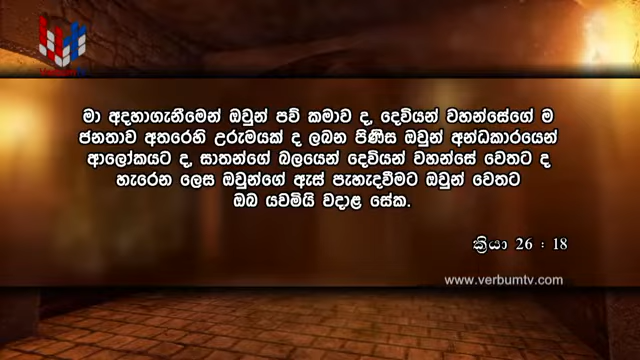 VerbumTV
මා අදහාගැනීමෙන් ඔවුන් පව් කමාව ද, දෙවියන් වහන්සේගේ ම
ජනතාව අතරෙහි උරුමයක් ද ලබන පිණිස ඔවුන් අන්ධකාරයෙන්
ආලෝකයට ද, සාතන්ගේ බලයෙන් දෙවියන් වහන්සේ වෙතට ද
හැරෙන ලෙස ඔවුන්ගේ ඇස් පැහැදවීමට ඔවුන් වෙතට
ඔබ යවමියි වදාළ සේක.
ක්‍රියා 26 : 18
www.verbumtv.com